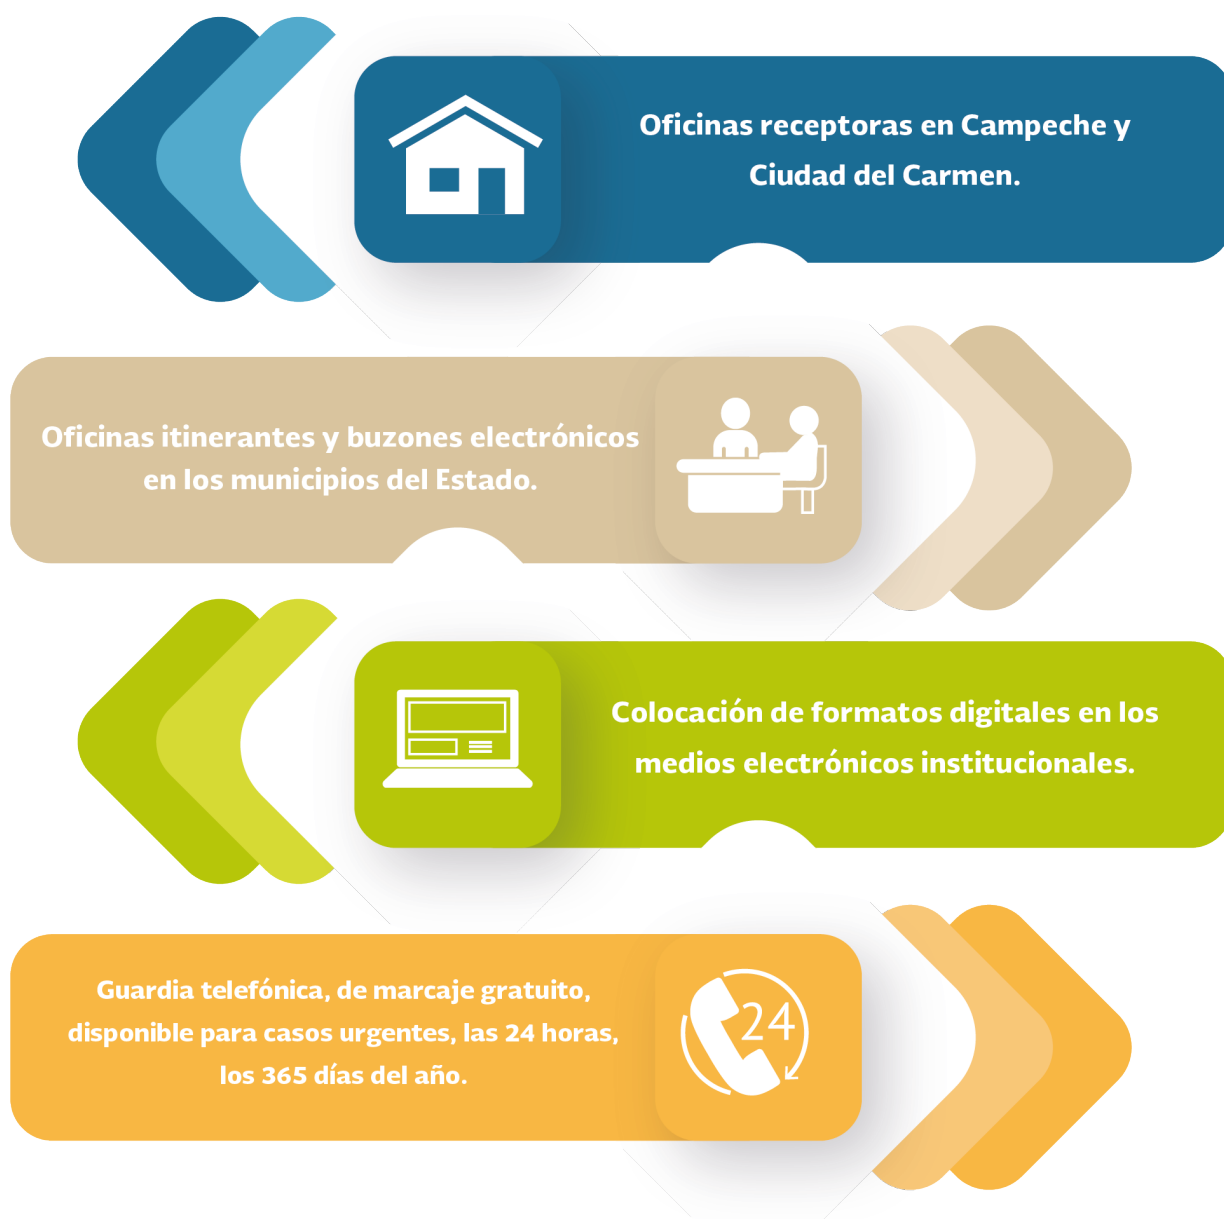 Oficinas receptoras en Campeche y
Ciudad del Carmen.
Oficinas itinerantes y buzones electrónicos
en los municipios del Estado.
Colocación de formatos digitales en los
medios electrónicos institucionales.
Guardia telefónica, de marcaje gratuito,
disponible para casos urgentes, las 24 horas,
los 365 días del año.
24